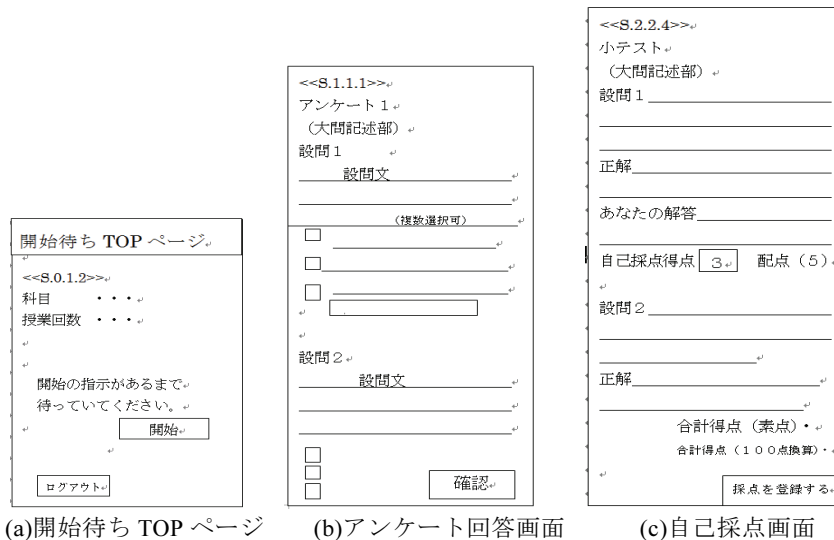 開始待ち TOP ページ
<<S.0.1.2>>
科目 ・・・
授業回数 ・・・
開始の指示があるまで
待っていてください。
開始
ログアウト
(a)開始待ち TOP ページ
<<S.1.1.1>>
アンケート１
（大問記述部）
設問１
設問文
（複数選択可）
設問２
設問文
確認
(b)アンケート回答画面
<<S.2.2.4>>
小テスト
（大問記述部）
設問１
正解
あなたの解答
自己採点得点 ３ 配点（５）
設問２
正解
合計得点（素点）・
合計得点（１００点換算）・
採点を登録する
(c)自己採点画面